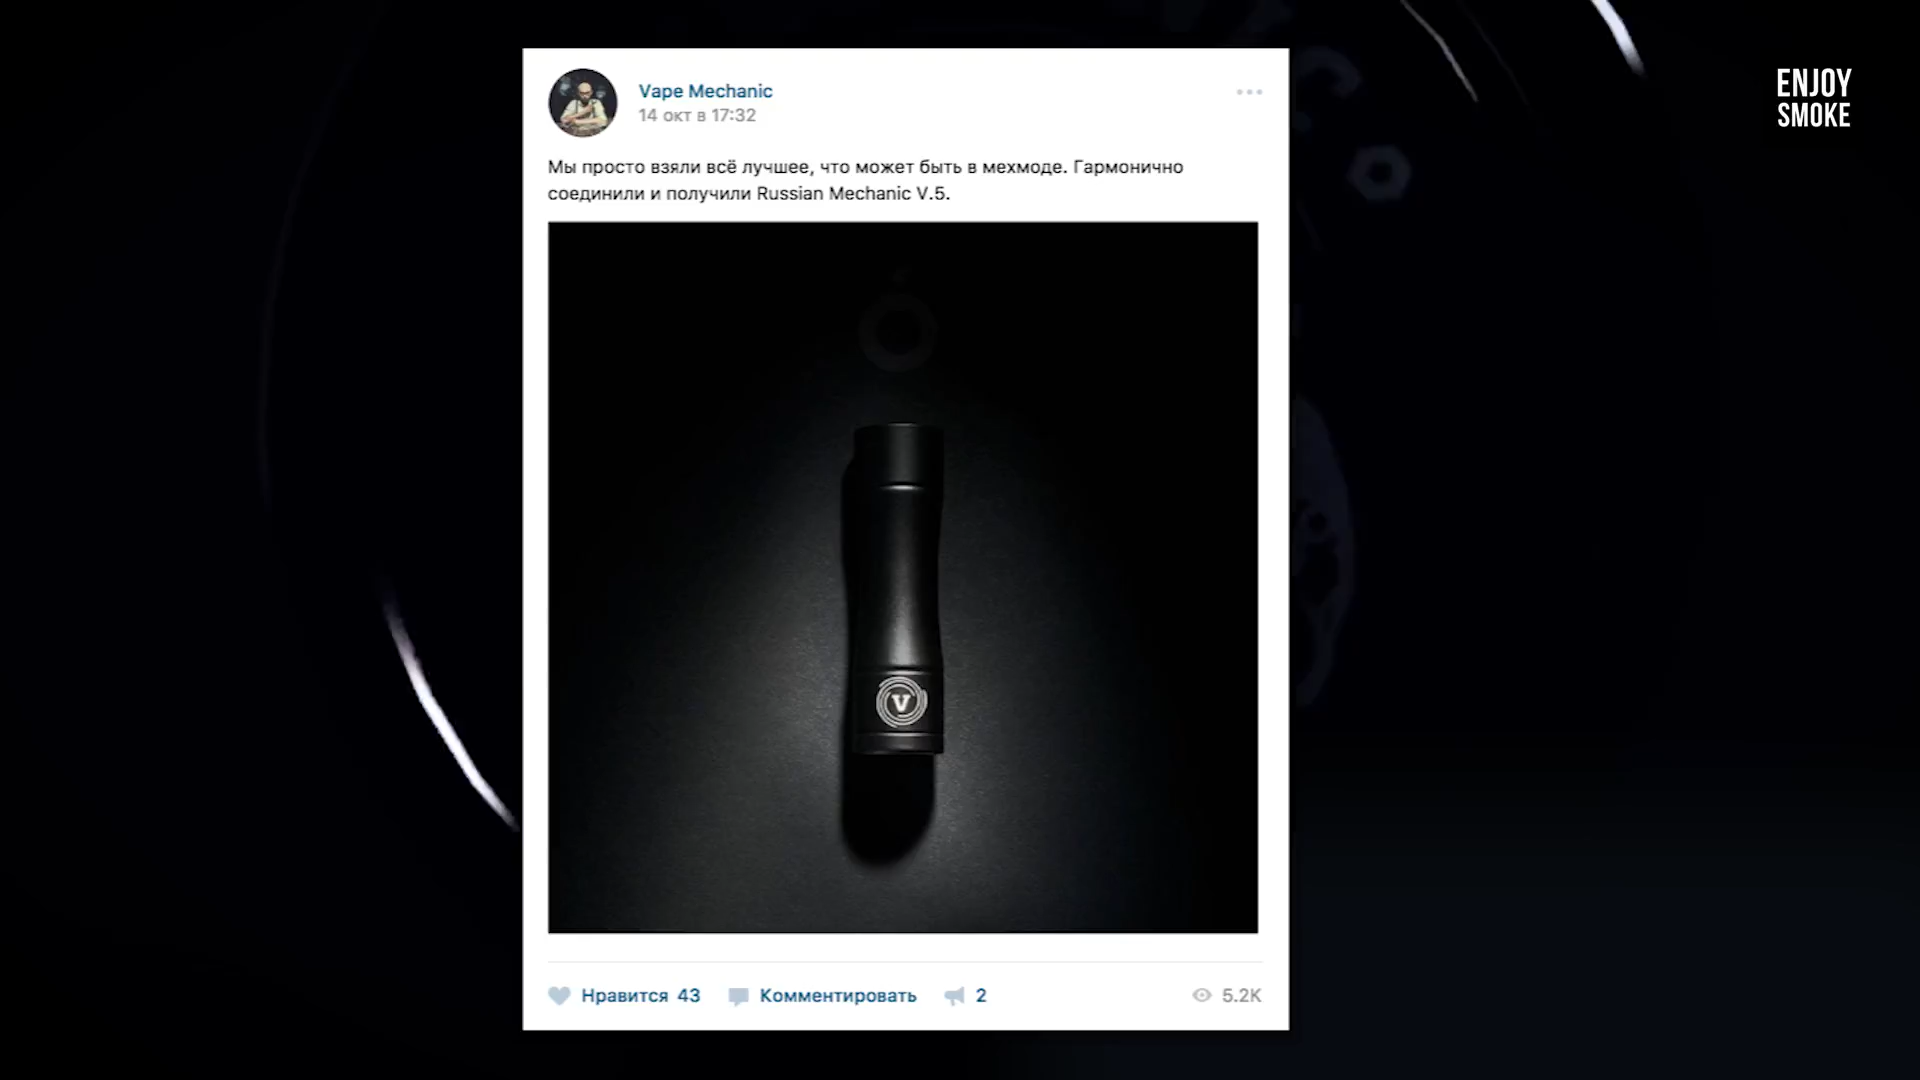 Vape Mechanic
14 окт в 17:32
ENJOY
SMOKE
Мы просто взяли всё лучшее, что может быть в мехмоде. Гармонично
соединили и получили Russian Mechanic V.5.
V
Нравится 43 Комментировать 2 5.2K